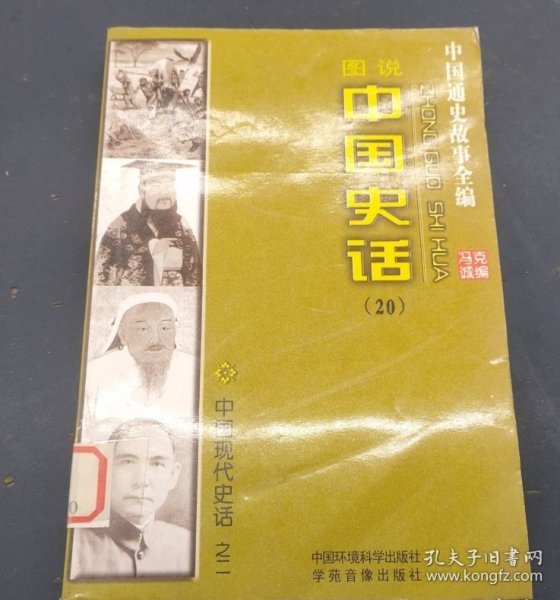 中国通史故事全编
图说
中国史话
ZHONG GUO SHI HUA
(20)
冯克诚编
中国现代史话 之二
中国环境科学出版社
学苑音像出版社
孔夫子旧书网
www.kongfz.com